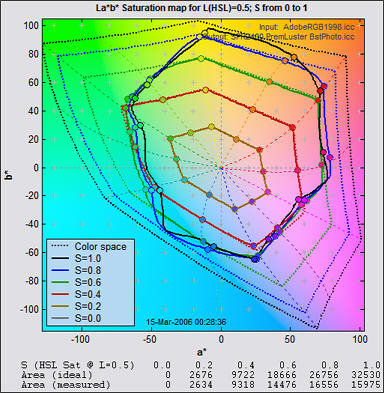 La*b* Saturation map for L(HSL)=0.5; S from 0 to 1
Input: AdobeRGB1998.icc
PremLuster BstPhoto.icc
100
80
60
40
20
0
-20
-40
-60
-80
-100
b*
Color space
S=1.0
S=0.8
S=0.6
S=0.4
S=0.2
S=0.0
15-Mar-2006 00:28:36
-100 -50 0 50 100
a*
S (HSL Sat @ L=0.5) 0.0 0.2 0.4 0.6 0.8 1.0
Area (ideal) 0 2676 9722 18666 26756 32530
Area (measured) 0 2634 9318 14476 16556 15975